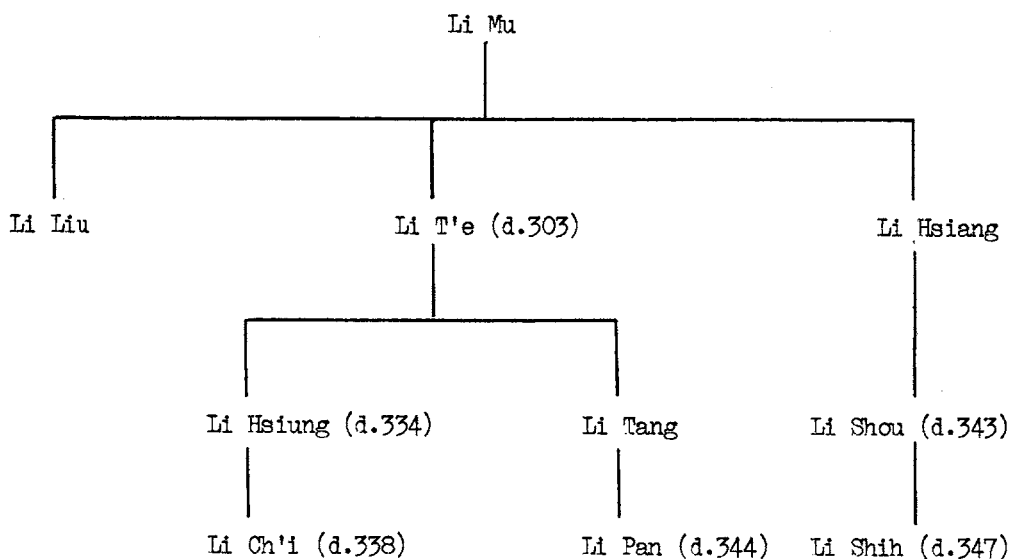 Li Mu
Li Liu Li T'e (d.303) Li Hsiang
Li Hsiung (d.334) Li Tang Li Shou (d.343)
Li Ch'i (d.338) Li Pan (d.344) Li Shih (d.347)